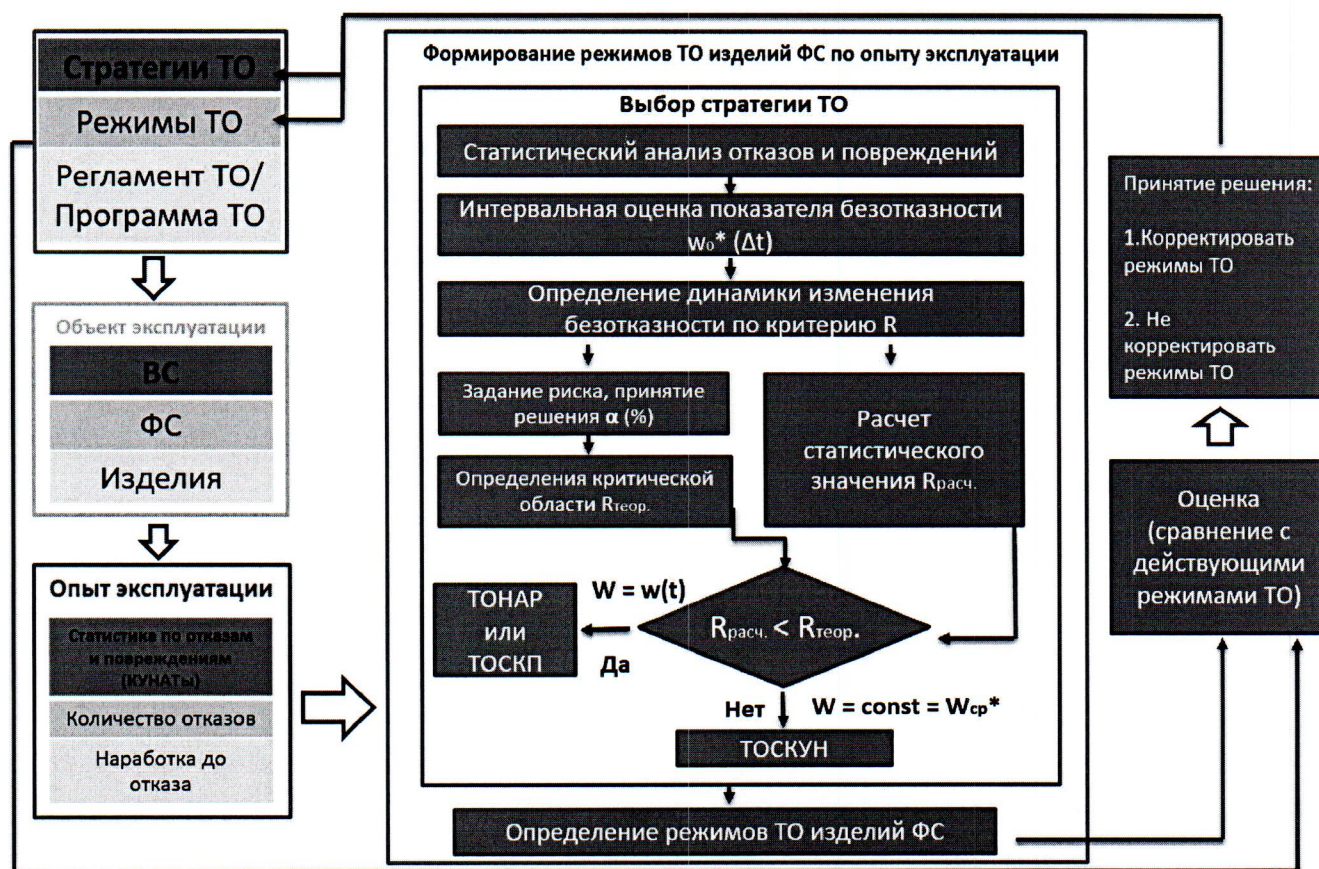 Стратегии ТО
Режимы ТО
Регламент ТО/
Программа ТО
Объект эксплуатации
ВС
ФС
Изделия
Опыт эксплуатации
Статистика по отказам
и повреждениям
(КУНАТы)
Количество отказов
Наработка до
отказа
Формирование режимов ТО изделий ФС по опыту эксплуатации
Выбор стратегии ТО
Статистический анализ отказов и повреждений
Интервальная оценка показателя безотказности
w₀* (Δt)
Определение динамики изменения
безотказности по критерию R
Задание риска, принятие
решения α (%)
Определения критической
области Rтеор.
Расчет
статистического
значения Rрасч.
W = w(t)
ТОНАР
или
ТОСКП
Rрасч. < Rтеор.
Да
Нет
W = const = Wср*
ТОСКУН
Определение режимов ТО изделий ФС
Принятие решения:
1.Корректировать
режимы ТО
2. Не
корректировать
режимы ТО
Оценка
(сравнение с
действующими
режимами ТО)